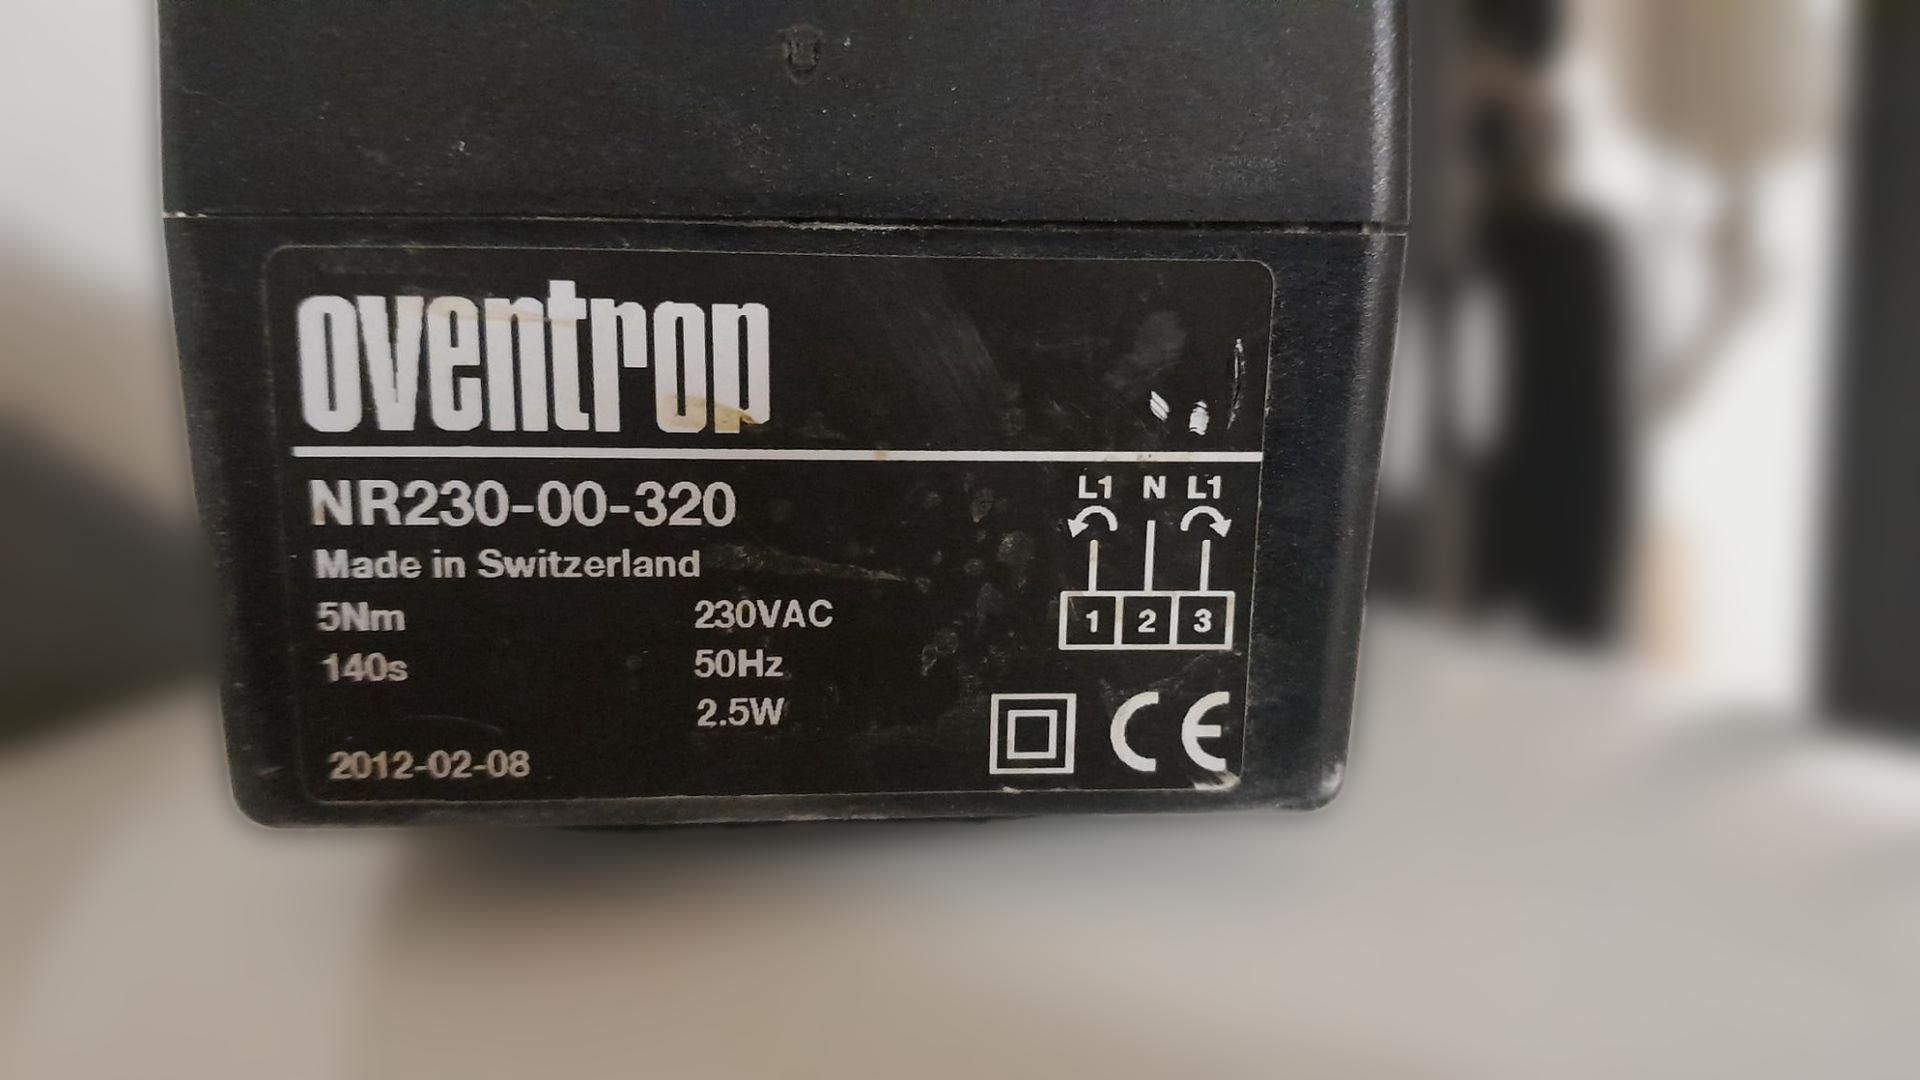 oventrop
NR230-00-320
Made in Switzerland
5Nm 230VAC
140s 50Hz
2.5W
2012-02-08
L1 N L1
1 2 3
CE